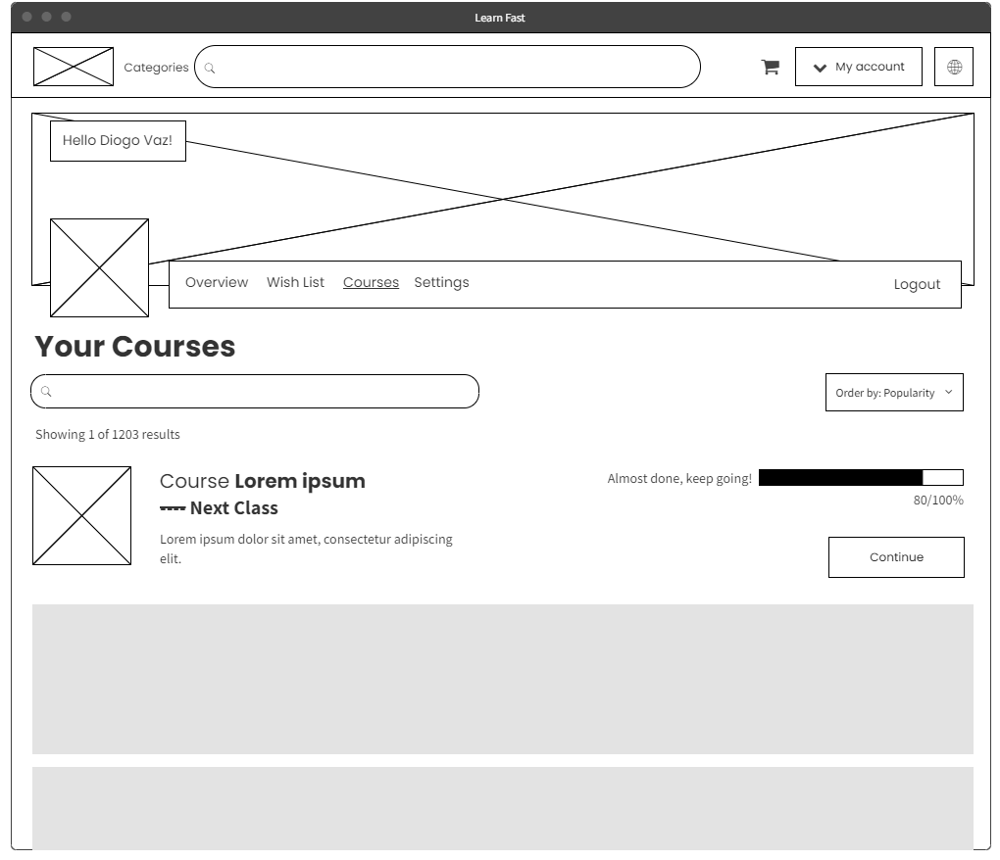 Learn Fast
Categories
My account
Hello Diogo Vaz!
Overview Wish List Courses Settings Logout
Your Courses
Order by: Popularity
Showing 1 of 1203 results
Course Lorem ipsum
Almost done, keep going!
Next Class
80/100%
Lorem ipsum dolor sit amet, consectetur adipiscing
elit.
Continue